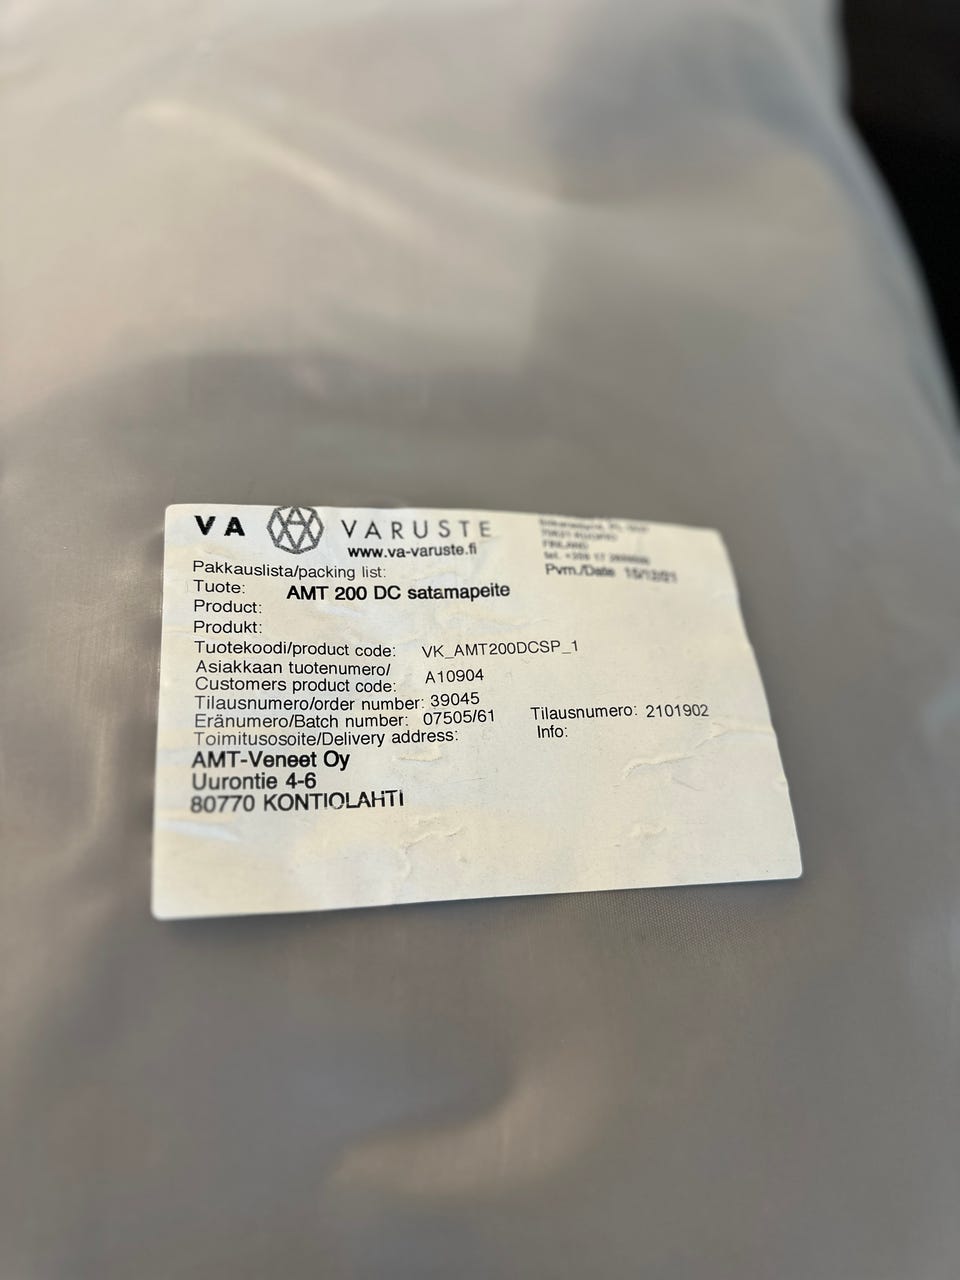 VA VARUSTE
www.va-varuste.fi
FINLAND
Pvm./Date 15/12/21
Pakkauslista/packing list:
Tuote: AMT 200 DC satamapeite
Product:
Produkt:
Tuotekoodi/product code: VK_AMT200DCSP_1
Asiakkaan tuotenumero/
Customers product code: A10904
Tilausnumero/order number: 39045
Eränumero/Batch number: 07505/61
Tilausnumero: 2101902
Toimitusosoite/Delivery address:
Info:
AMT-Veneet Oy
Uurontie 4-6
80770 KONTIOLAHTI